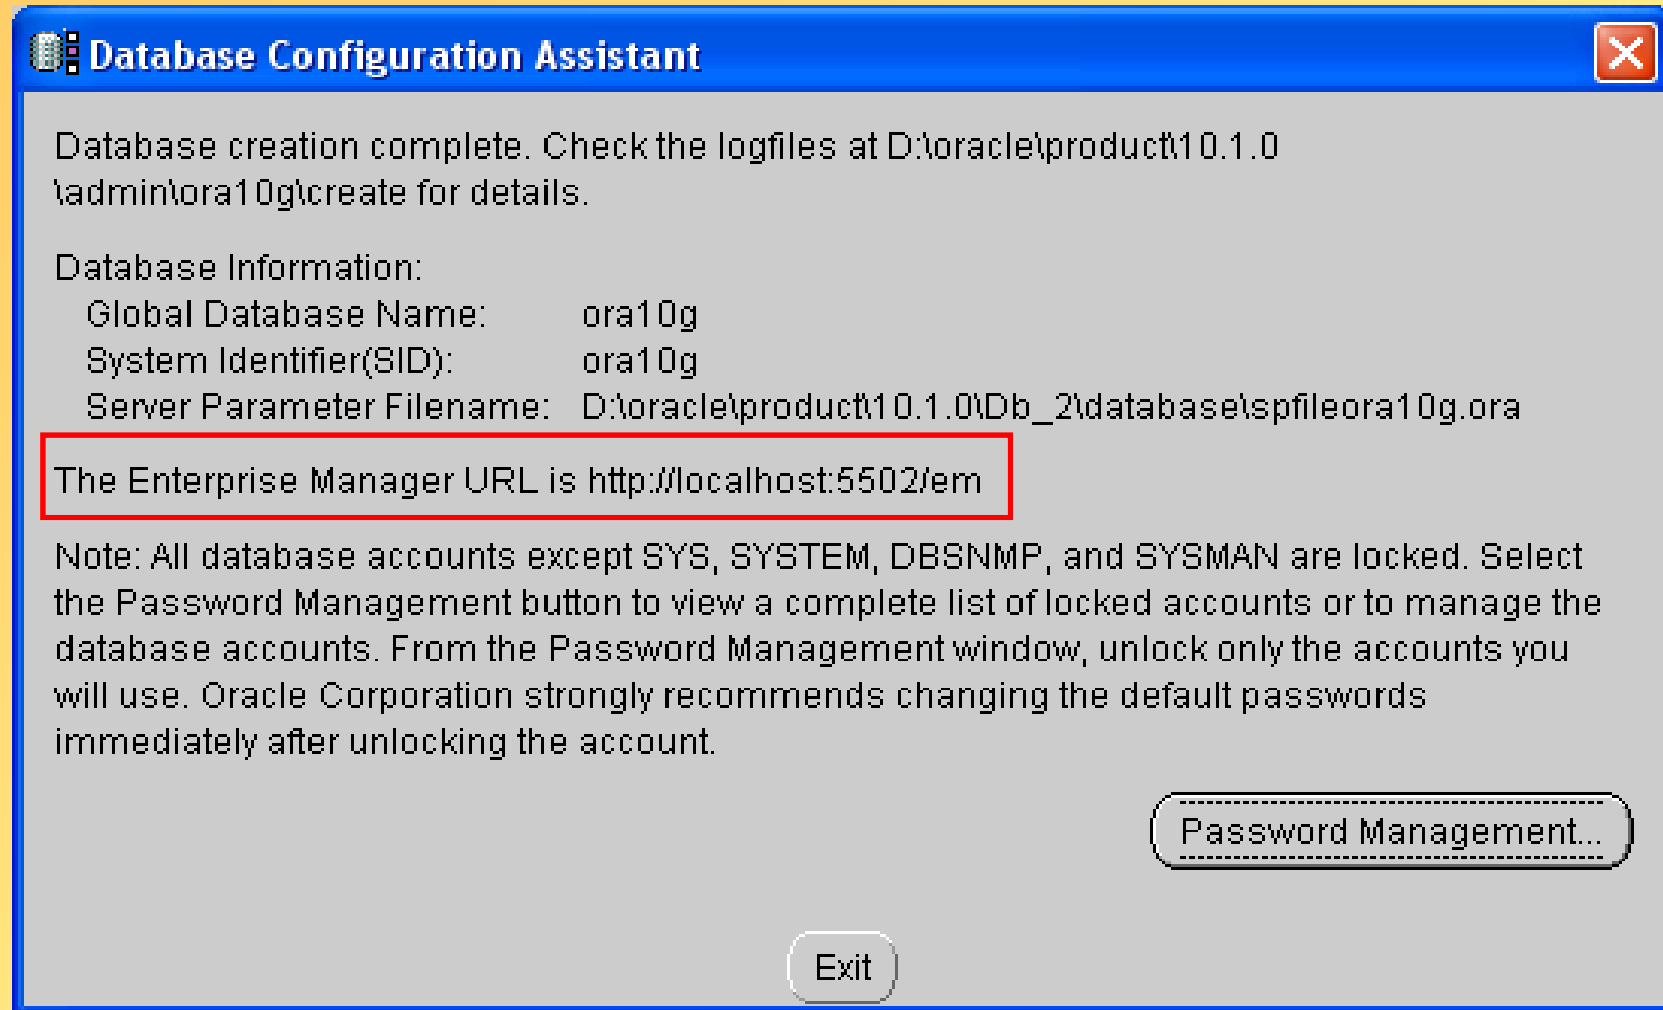 Database Configuration Assistant
Database creation complete. Check the logfiles at D:\oracle\product\10.1.0
\admin\ora10g\create for details.
Database Information:
Global Database Name: ora10g
System Identifier(SID): ora10g
Server Parameter Filename: D:\oracle\product\10.1.0\Db_2\database\spfileora10g.ora
The Enterprise Manager URL is http://localhost:5502/em
Note: All database accounts except SYS, SYSTEM, DBSNMP, and SYSMAN are locked. Select
the Password Management button to view a complete list of locked accounts or to manage the
database accounts. From the Password Management window, unlock only the accounts you
will use. Oracle Corporation strongly recommends changing the default passwords
immediately after unlocking the account.
Password Management...
Exit